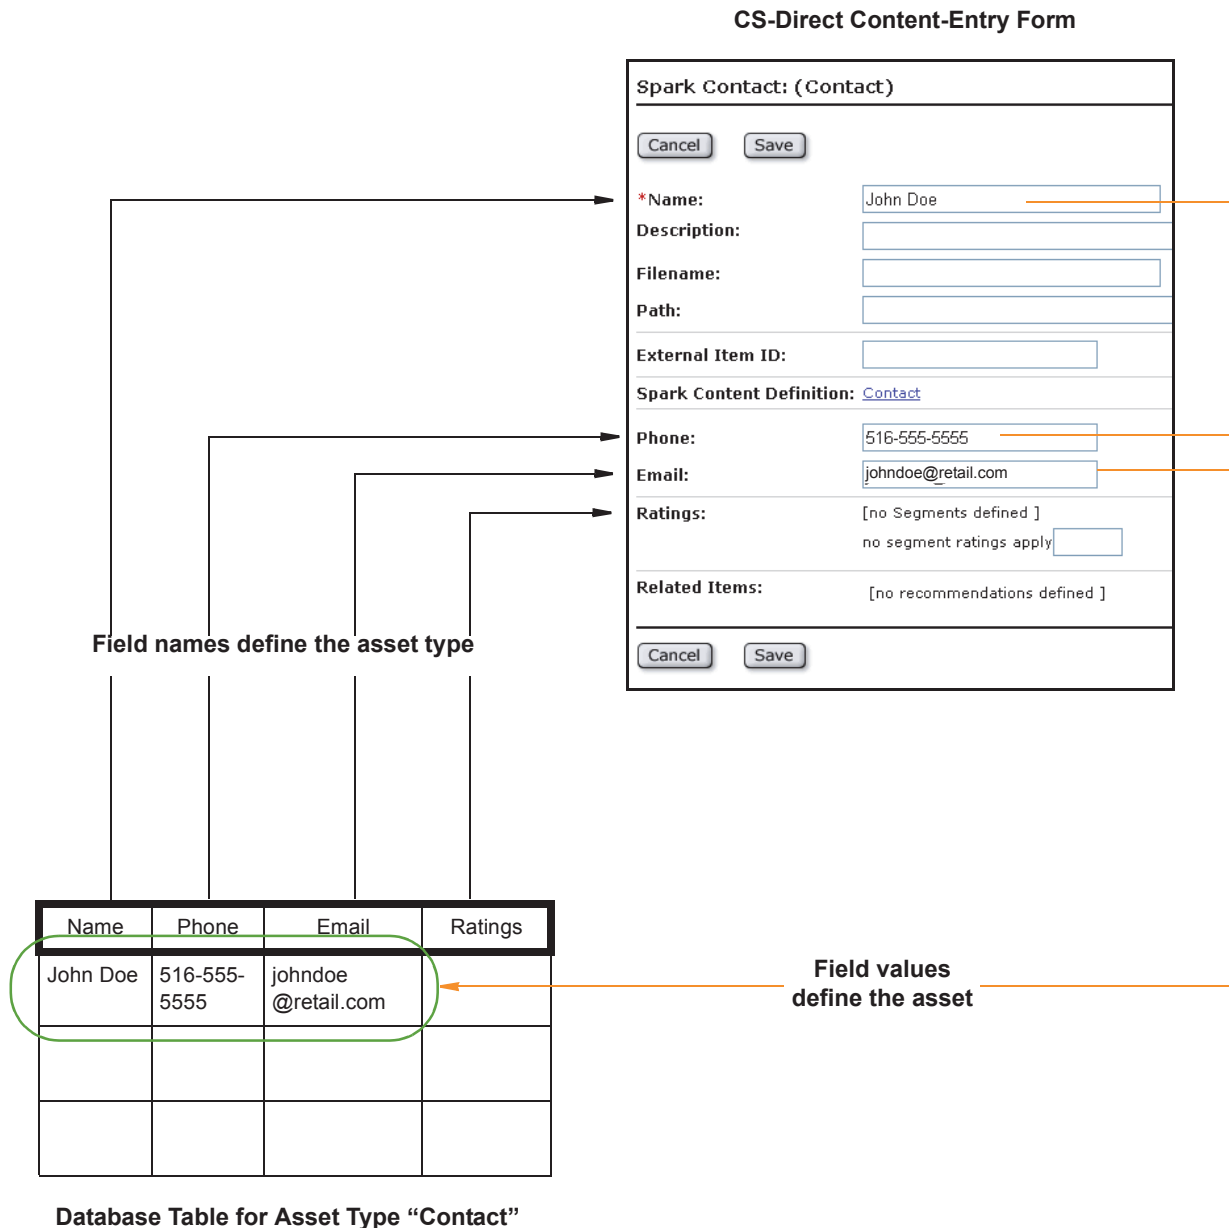 CS-Direct Content-Entry Form
Spark Contact: (Contact)
Cancel Save
*Name: John Doe
Description:
Filename:
Path:
External Item ID:
Spark Content Definition: Contact
Phone: 516-555-5555
Email: johndoe@retail.com
Ratings: [no Segments defined ]
no segment ratings apply
Related Items: [no recommendations defined ]
Cancel Save
Field names define the asset type
Name Phone Email Ratings
John Doe 516-555- johndoe
5555 @retail.com
Field values
define the asset
Database Table for Asset Type “Contact”